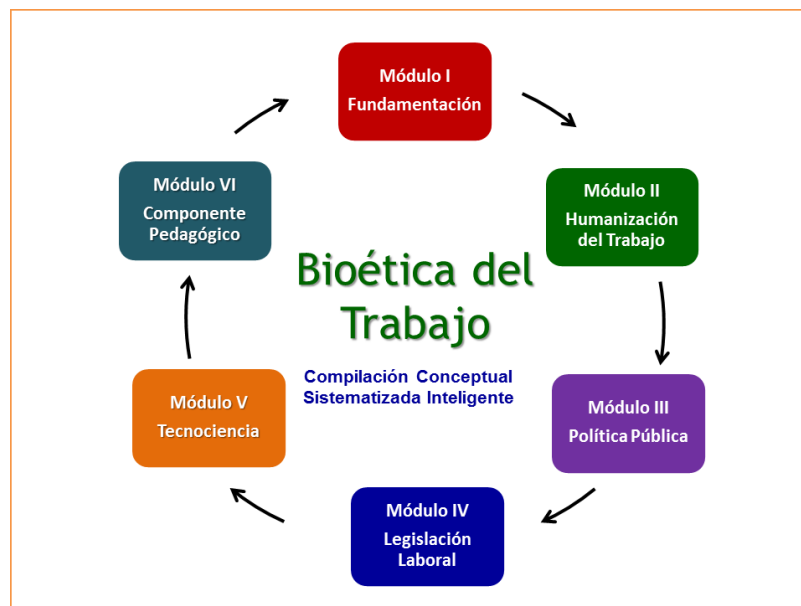 Módulo I
Fundamentación
Módulo II
Humanización
del Trabajo
Módulo III
Política Pública
Módulo IV
Legislación
Laboral
Módulo V
Tecnociencia
Módulo VI
Componente
Pedagógico
Bioética del
Trabajo
Compilación Conceptual
Sistematizada Inteligente